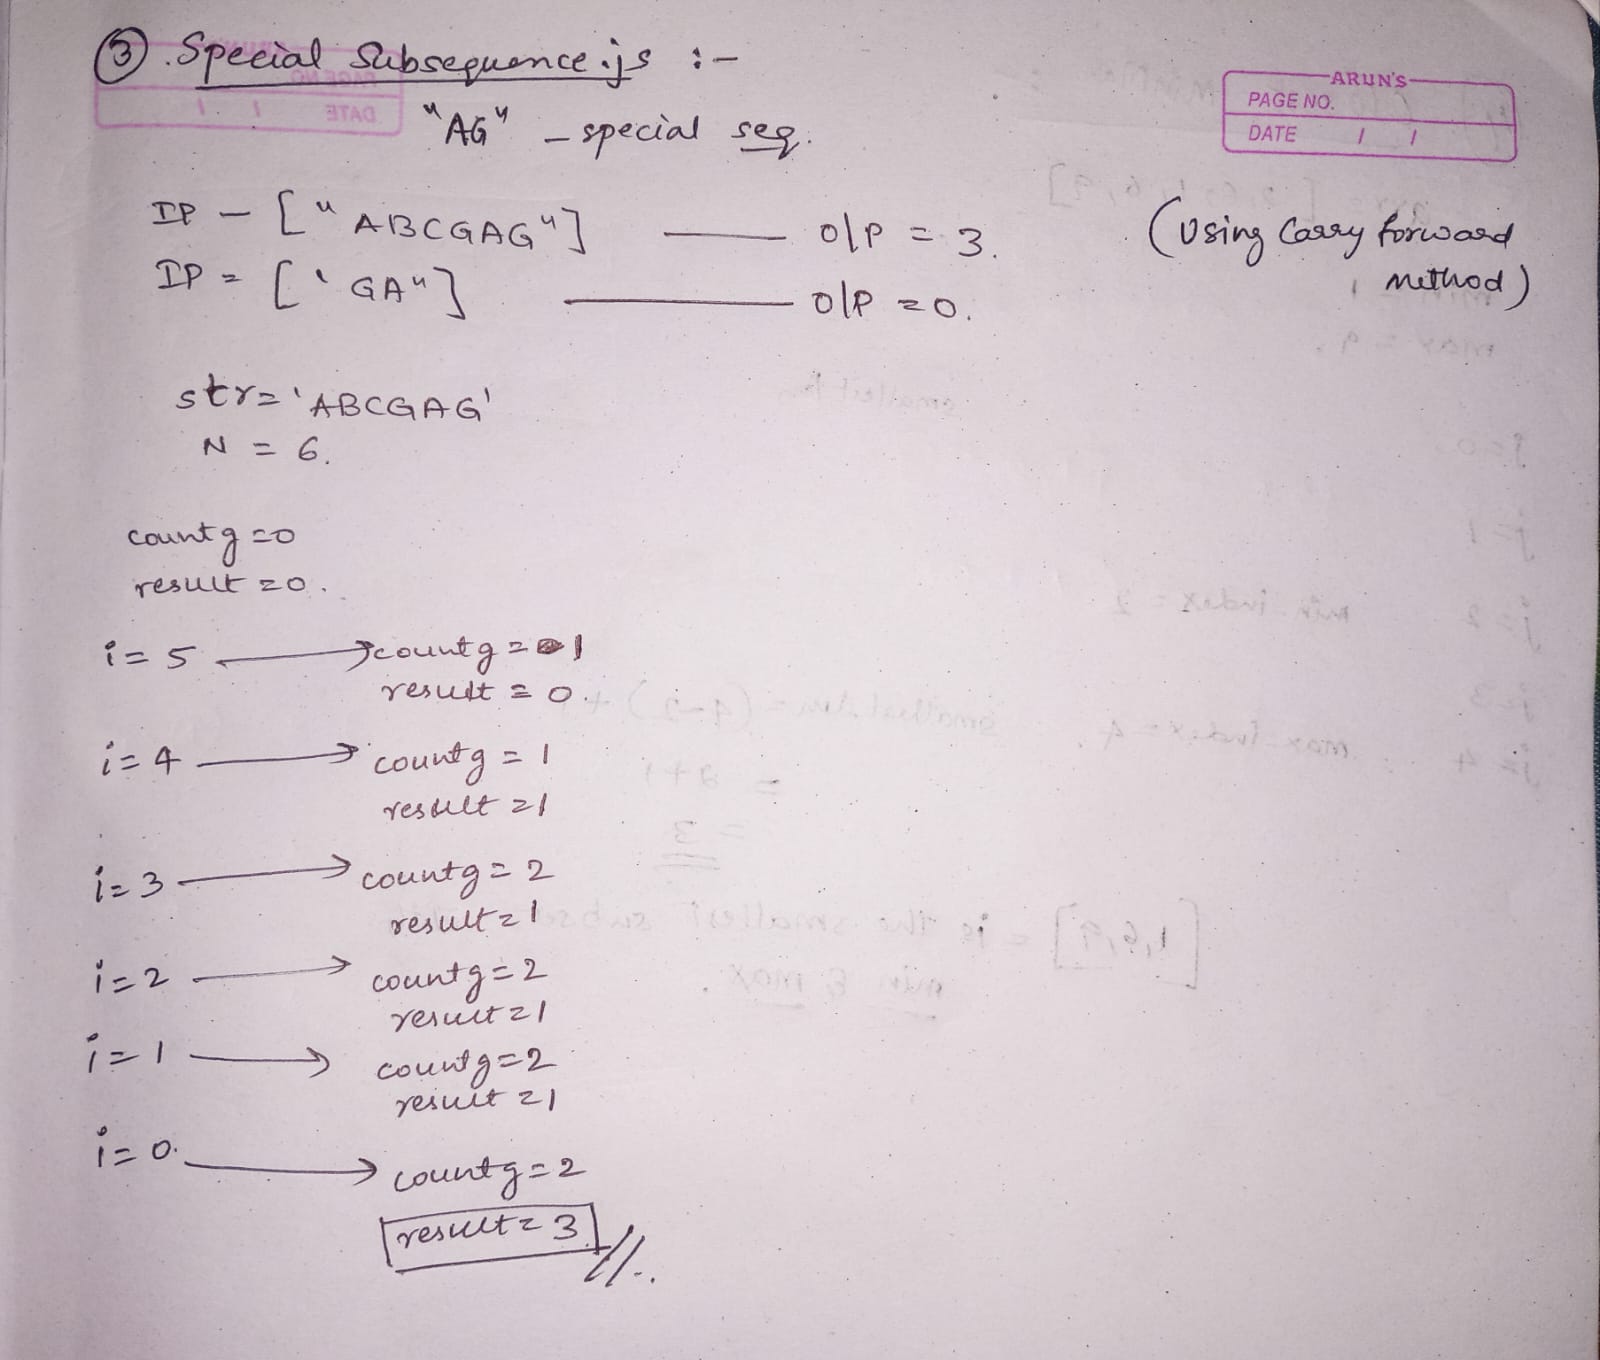 ③. Special Subsequence.js :-
ARUN'S
PAGE NO.
DATE / /
"AG" - special seq.
IP - ["ABCGAG"] —— O/P = 3.
(Using Carry forward
method)
IP = ['GA"] —— O/P = 0.
str='ABCGAG'
N = 6.
countg=0
result=0.
i=5 → countg=1
result=0.
i=4 → countg=1
result=1
i=3 → countg=2
result=1
i=2 → countg=2
result=1
i=1 → countg=2
result=1
i=0. → countg=2
result=3